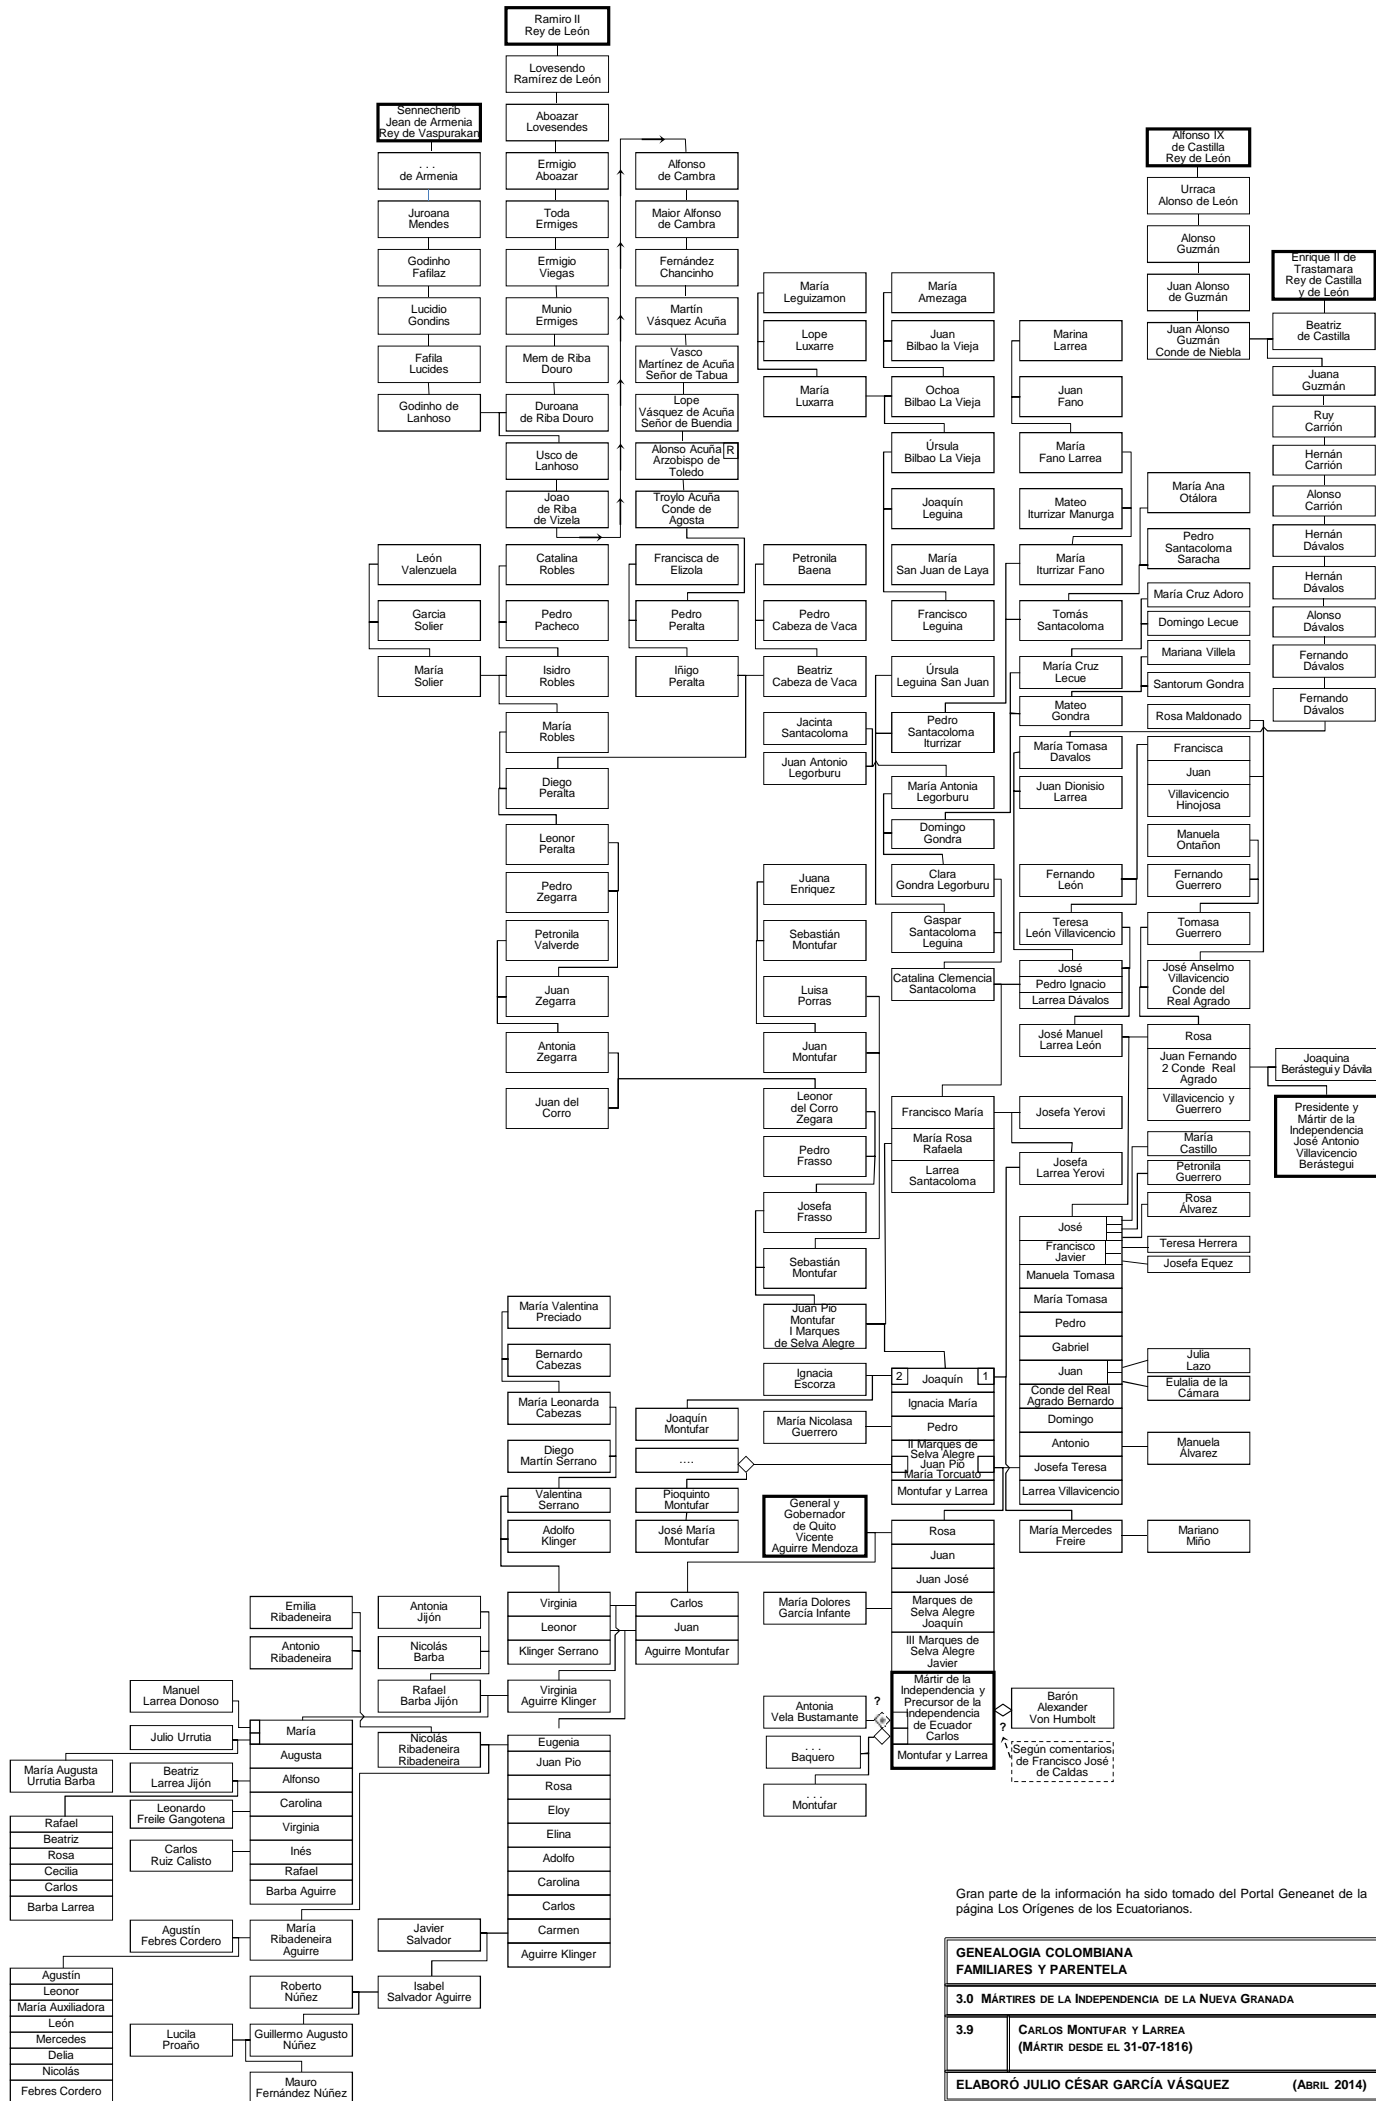 Ramiro II
Rey de León
Lovesendo
Ramírez de León
Sennecherib
Jean de Armenia
Rey de Vaspurakan
Aboazar
Lovesendes
. . .
de Armenia
Ermigio
Aboazar
Alfonso
de Cambra
Alfonso IX
de Castilla
Rey de León
Juroana
Mendes
Toda
Ermiges
Maior Alfonso
de Cambra
Urraca
Alonso de León
Godinho
Fafilaz
Ermigio
Viegas
Fernández
Chancinho
Alonso
Guzmán
María
Leguizamon
María
Amezaga
Juan Alonso
de Guzmán
Enrique II de
Trastamara
Rey de Castilla
y de León
Lucidio
Gondins
Munio
Ermiges
Martín
Vásquez Acuña
Lope
Luxarre
Juan
Bilbao la Vieja
Marina
Larrea
Juan Alonso
Guzmán
Conde de Niebla
Beatriz
de Castilla
Fafila
Lucides
Mem de Riba
Douro
Vasco
Martínez de Acuña
Señor de Tabua
María
Luxarra
Ochoa
Bilbao La Vieja
Juan
Fano
Juana
Guzmán
Godinho de
Lanhoso
Duroana
de Riba Douro
Lope
Vásquez de Acuña
Señor de Buendia
Ruy
Carrión
Usco de
Lanhoso
Alonso Acuña
Arzobispo de
Toledo
R
Úrsula
Bilbao La Vieja
María
Fano Larrea
Hernán
Carrión
Joao
de Riba
de Vizela
Troylo Acuña
Conde de
Agosta
Joaquín
Leguina
Mateo
Iturrizar Manurga
María Ana
Otálora
Alonso
Carrión
León
Valenzuela
Catalina
Robles
Francisca de
Elizola
Petronila
Baena
María
San Juan de Laya
María
Iturrizar Fano
Pedro
Santacoloma
Saracha
Hernán
Dávalos
María Cruz Adoro
Hernán
Dávalos
Garcia
Solier
Pedro
Pacheco
Pedro
Peralta
Pedro
Cabeza de Vaca
Francisco
Leguina
Tomás
Santacoloma
Domingo Lecue
Alonso
Dávalos
María
Solier
Isidro
Robles
Iñigo
Peralta
Beatriz
Cabeza de Vaca
Úrsula
Leguina San Juan
María Cruz
Lecue
Mariana Villela
Santorum Gondra
Fernando
Dávalos
María
Robles
Jacinta
Santacoloma
Pedro
Santacoloma
Iturrizar
Mateo
Gondra
Rosa Maldonado
Fernando
Dávalos
Diego
Peralta
Juan Antonio
Legorburu
María Antonia
Legorburu
María Tomasa
Davalos
Juan Dionisio
Larrea
Francisca
Juan
Villavicencio
Hinojosa
Leonor
Peralta
Domingo
Gondra
Manuela
Ontañon
Pedro
Zegarra
Juana
Enriquez
Clara
Gondra Legorburu
Fernando
León
Fernando
Guerrero
Petronila
Valverde
Sebastián
Montufar
Gaspar
Santacoloma
Leguina
Teresa
León Villavicencio
Tomasa
Guerrero
Juan
Zegarra
Luisa
Porras
Catalina Clemencia
Santacoloma
José
Pedro Ignacio
Larrea Dávalos
José Anselmo
Villavicencio
Conde del
Real Agrado
Antonia
Zegarra
Juan
Montufar
José Manuel
Larrea León
Rosa
Juan Fernando
2 Conde Real
Agrado
Villavicencio y
Guerrero
Joaquina
Berástegui y Dávila
Juan del
Corro
Leonor
del Corro
Zegara
Francisco María
María Rosa
Rafaela
Larrea
Santacoloma
Josefa Yerovi
Presidente y
Mártir de la
Independencia
José Antonio
Villavicencio
Berástegui
Pedro
Frasso
Josefa
Larrea Yerovi
María
Castillo
Petronila
Guerrero
Rosa
Álvarez
Josefa
Frasso
Sebastián
Montufar
José
Francisco
Javier
Manuela Tomasa
María Tomasa
Pedro
Gabriel
Juan
Conde del Real
Agrado Bernardo
Domingo
Antonio
Josefa Teresa
Larrea Villavicencio
Teresa Herrera
Josefa Equez
Julia
Lazo
Eulalia de la
Cámara
Manuela
Álvarez
María Valentina
Preciado
Juan Pio
Montufar
I Marques
de Selva Alegre
Bernardo
Cabezas
Ignacia
Escorza
2
Joaquín
1
Ignacia María
Pedro
II Marques de
Selva Alegre
Juan Pío
María Torcuato
Montufar y Larrea
María Leonarda
Cabezas
Joaquín
Montufar
María Nicolasa
Guerrero
Diego
Martín Serrano
....
Valentina
Serrano
Pioquinto
Montufar
General y
Gobernador
de Quito
Vicente
Aguirre Mendoza
Adolfo
Klinger
José María
Montufar
Rosa
Juan
Juan José
Marques de
Selva Alegre
Joaquín
III Marques de
Selva Alegre
Javier
Mártir de la
Independencia y
Precursor de la
Independencia
de Ecuador
Carlos
Montufar y Larrea
María Mercedes
Freire
Mariano
Miño
María Dolores
García Infante
Emilia
Ribadeneira
Antonia
Jijón
Virginia
Leonor
Klinger Serrano
Carlos
Juan
Aguirre Montufar
Antonio
Ribadeneira
Nicolás
Barba
Rafael
Barba Jijón
Virginia
Aguirre Klinger
Antonia
Vela Bustamante
?
. . .
Baquero
. . .
Montufar
Barón
Alexander
Von Humbolt
?
Según comentarios
de Francisco José
de Caldas
Manuel
Larrea Donoso
Julio Urrutia
María
Augusta
Alfonso
Carolina
Virginia
Inés
Rafael
Barba Aguirre
Nicolás
Ribadeneira
Ribadeneira
Eugenia
Juan Pio
Rosa
Eloy
Elina
Adolfo
Carolina
Carlos
Carmen
Aguirre Klinger
María Augusta
Urrutia Barba
Beatriz
Larrea Jijón
Leonardo
Freile Gangotena
Carlos
Ruiz Calisto
Rafael
Beatriz
Rosa
Cecilia
Carlos
Barba Larrea
Agustín
Febres Cordero
María
Ribadeneira
Aguirre
Javier
Salvador
Agustín
Leonor
María Auxiliadora
León
Mercedes
Delia
Nicolás
Febres Cordero
Roberto
Núñez
Isabel
Salvador Aguirre
Lucila
Proaño
Guillermo Augusto
Núñez
Mauro
Fernández Núñez
Gran parte de la información ha sido tomado del Portal Geneanet de la
página Los Orígenes de los Ecuatorianos.
GENEALOGIA COLOMBIANA
FAMILIARES Y PARENTELA
3.0 MÁRTIRES DE LA INDEPENDENCIA DE LA NUEVA GRANADA
3.9
CARLOS MONTUFAR Y LARREA
(MÁRTIR DESDE EL 31-07-1816)
ELABORÓ JULIO CÉSAR GARCÍA VÁSQUEZ (ABRIL 2014)